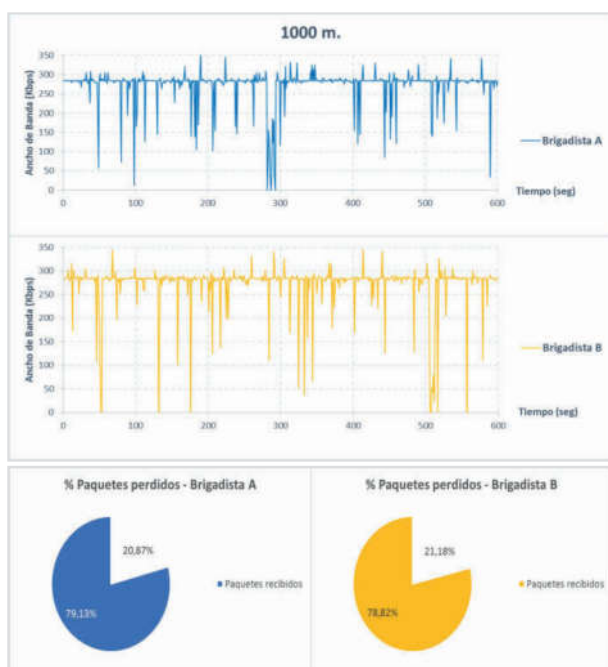 1000 m.
Ancho de Banda (Kbps)
350
300
250
200
150
100
50
0
0 100 200 300 400 500 600
Brigadista A
Tiempo (seg)
Ancho de Banda (Kbps)
350
300
250
200
150
100
50
0
0 100 200 300 400 500 600
Brigadista B
Tiempo (seg)
% Paquetes perdidos - Brigadista A
20,87%
79,13%
Paquetes recibidos
% Paquetes perdidos - Brigadista B
21,18%
78,82%
Paquetes recibidos